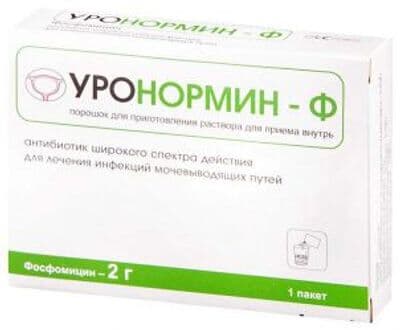 УРОНОРМИН - Ф
порошок для приготовления раствора для приема внутрь
антибиотик широкого спектра действия
для лечения инфекций мочевыводящих путей
Фосфомицин – 2 г
1 пакет